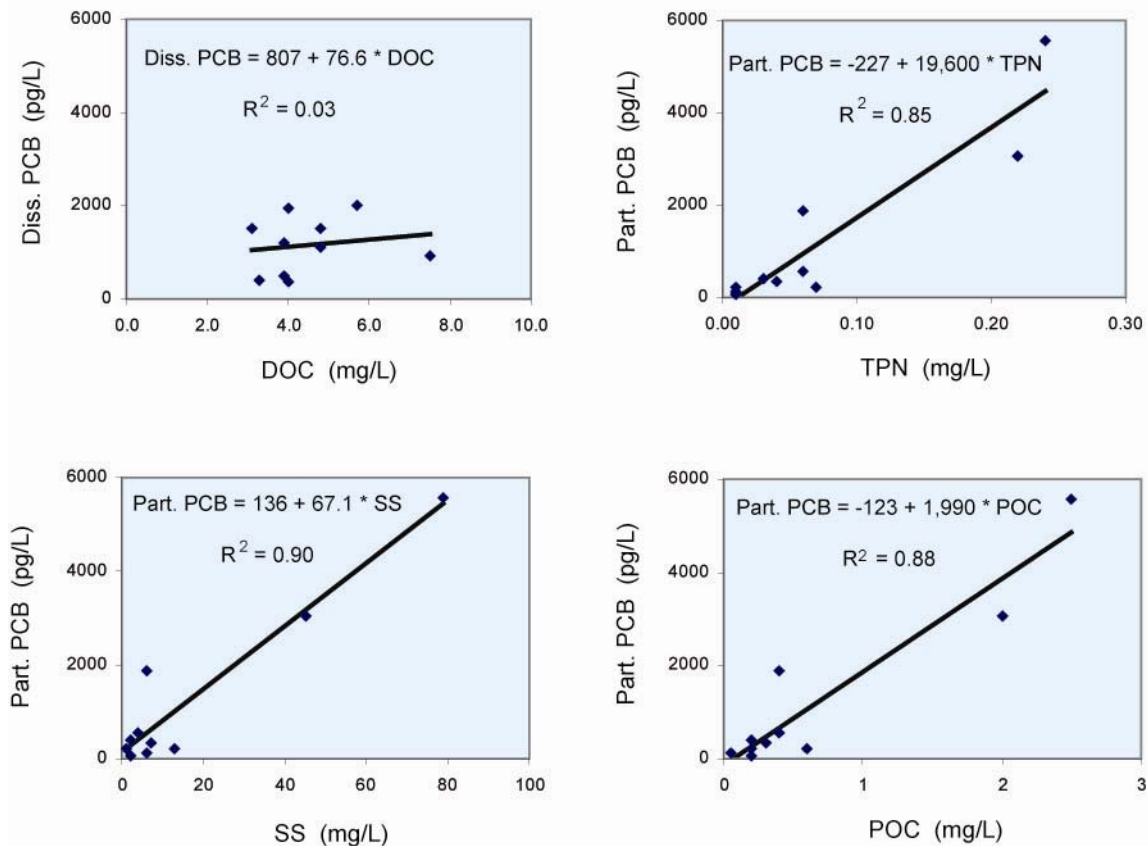 6000
4000
2000
0
Diss. PCB (pg/L)
Diss. PCB = 807 + 76.6 * DOC
R² = 0.03
0.0 2.0 4.0 6.0 8.0 10.0
DOC (mg/L)
6000
4000
2000
0
Part. PCB (pg/L)
Part. PCB = -227 + 19,600 * TPN
R² = 0.85
0.00 0.10 0.20 0.30
TPN (mg/L)
6000
4000
2000
0
Part. PCB (pg/L)
Part. PCB = 136 + 67.1 * SS
R² = 0.90
0 20 40 60 80 100
SS (mg/L)
6000
4000
2000
0
Part. PCB (pg/L)
Part. PCB = -123 + 1,990 * POC
R² = 0.88
0 1 2 3
POC (mg/L)